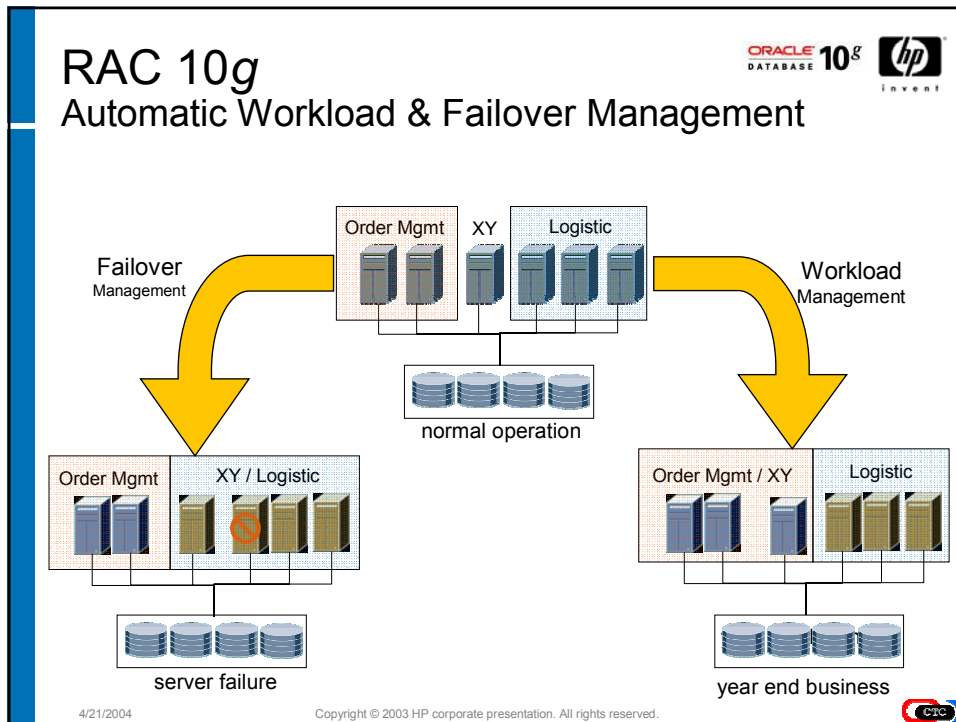 RAC 10g
Automatic Workload & Failover Management
ORACLE
DATABASE 10g
hp
invent
Order Mgmt XY Logistic
Failover
Management
Workload
Management
normal operation
Order Mgmt XY / Logistic
Order Mgmt / XY Logistic
server failure
year end business
4/21/2004 Copyright © 2003 HP corporate presentation. All rights reserved.
CTC